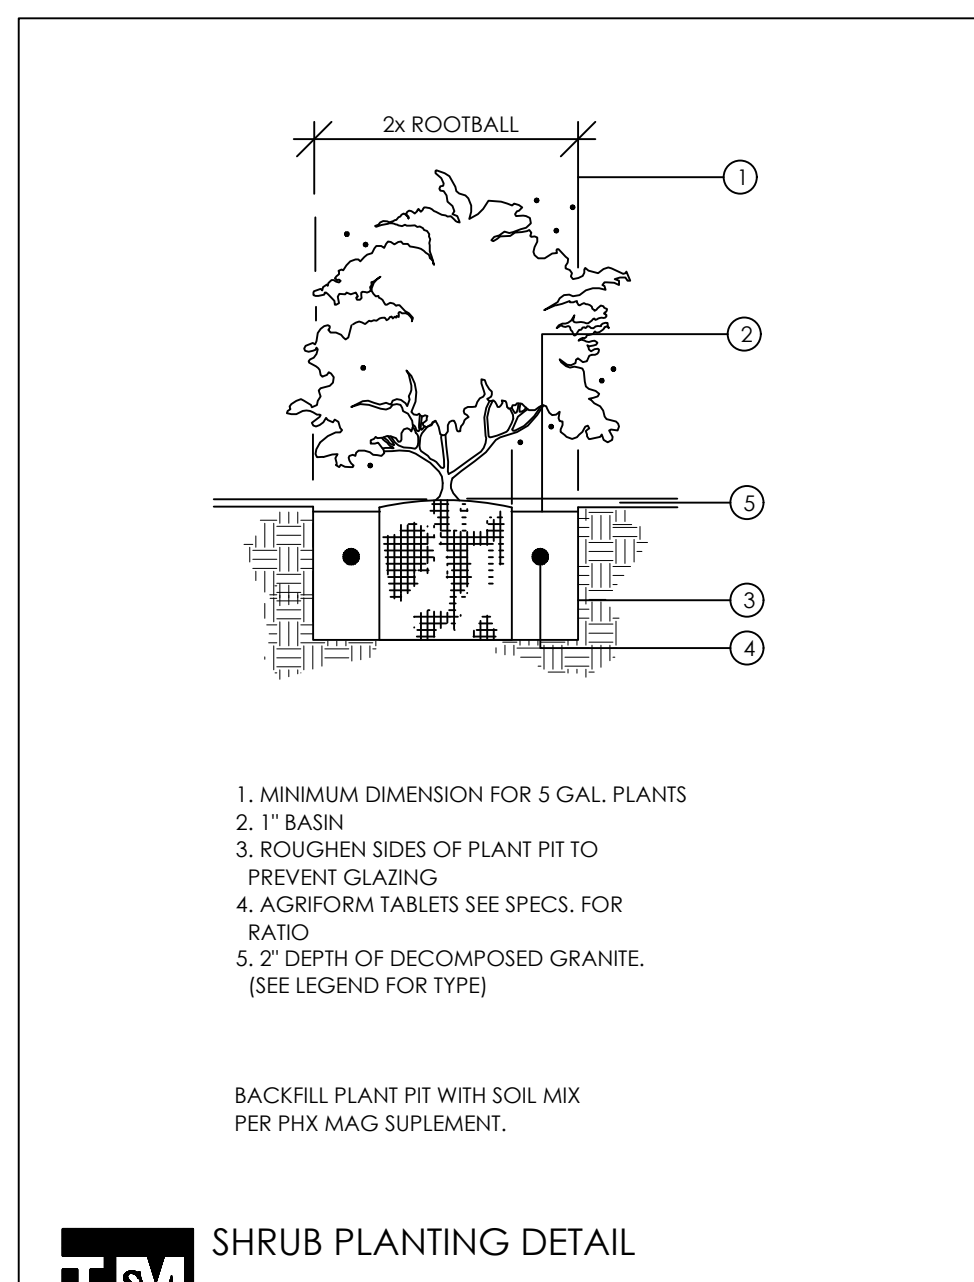 2x ROOTBALL
1
2
5
3
4
1. MINIMUM DIMENSION FOR 5 GAL. PLANTS
2. 1" BASIN
3. ROUGHEN SIDES OF PLANT PIT TO
PREVENT GLAZING
4. AGRIFORM TABLETS SEE SPECS. FOR
RATIO
5. 2" DEPTH OF DECOMPOSED GRANITE.
(SEE LEGEND FOR TYPE)
BACKFILL PLANT PIT WITH SOIL MIX
PER PHX MAG SUPLEMENT.
SHRUB PLANTING DETAIL